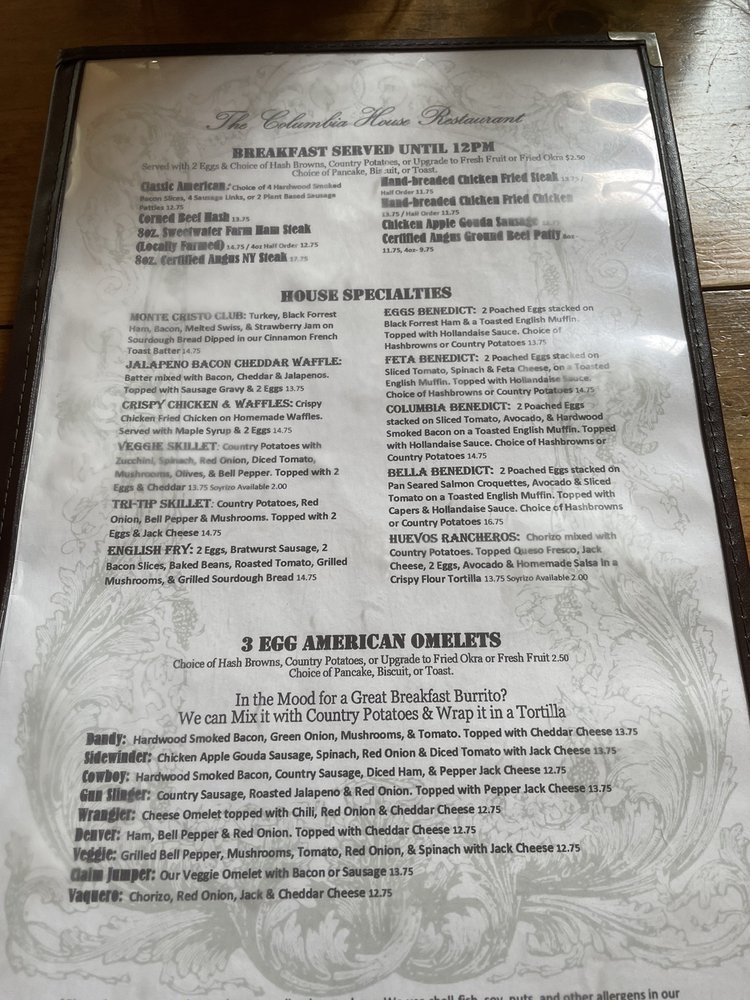 The Columbia House Restaurant
BREAKFAST SERVED UNTIL 12PM
Served with 2 Eggs & Choice of Hash Browns, Country Potatoes, or Upgrade to Fresh Fruit or Fried Okra $2.50
Choice of Pancake, Biscuit, or Toast.
Classic American: Choice of 4 Hardwood Smoked
Bacon Slices, 4 Sausage Links, or 2 Plant Based Sausage
Patties 12.75
Corned Beef Hash 13.75
8oz. Sweetwater Farm Ham Steak
(Locally Farmed) 14.75 / 4oz Half Order 12.75
8oz. Certified Angus NY Steak 17.75
Hand-breaded Chicken Fried Steak 13.75 /
Half Order 11.75
Hand-breaded Chicken Fried Chicken
13.75 / Half Order 11.75
Chicken Apple Gouda Sausage
Certified Angus Ground Beef Patty 8oz-
11.75, 4oz- 9.75
HOUSE SPECIALTIES
MONTE CRISTO CLUB: Turkey, Black Forrest
Ham, Bacon, Melted Swiss, & Strawberry Jam on
Sourdough Bread Dipped in our Cinnamon French
Toast Batter 14.75
JALAPENO BACON CHEDDAR WAFFLE:
Batter mixed with Bacon, Cheddar & Jalapenos.
Topped with Sausage Gravy & 2 Eggs 13.75
CRISPY CHICKEN & WAFFLES: Crispy
Chicken Fried Chicken on Homemade Waffles.
Served with Maple Syrup & 2 Eggs 14.75
VEGGIE SKILLET: Country Potatoes with
Zucchini, Spinach, Red Onion, Diced Tomato,
Mushrooms, Olives, & Bell Pepper. Topped with 2
Eggs & Cheddar 13.75 Soyrizo Available 2.00
TRI-TIP SKILLET: Country Potatoes, Red
Onion, Bell Pepper & Mushrooms. Topped with 2
Eggs & Jack Cheese 14.75
ENGLISH FRY: 2 Eggs, Bratwurst Sausage, 2
Bacon Slices, Baked Beans, Roasted Tomato, Grilled
Mushrooms, & Grilled Sourdough Bread 14.75
EGGS BENEDICT: 2 Poached Eggs stacked on
Black Forrest Ham & a Toasted English Muffin.
Topped with Hollandaise Sauce. Choice of
Hashbrowns or Country Potatoes 13.75
FETA BENEDICT: 2 Poached Eggs stacked on
Sliced Tomato, Spinach & Feta Cheese, on a Toasted
English Muffin. Topped with Hollandaise Sauce.
Choice of Hashbrowns or Country Potatoes 14.75
COLUMBIA BENEDICT: 2 Poached Eggs
stacked on Sliced Tomato, Avocado, & Hardwood
Smoked Bacon on a Toasted English Muffin. Topped
with Hollandaise Sauce. Choice of Hashbrowns or
Country Potatoes 14.75
BELLA BENEDICT: 2 Poached Eggs stacked on
Pan Seared Salmon Croquettes, Avocado & Sliced
Tomato on a Toasted English Muffin. Topped with
Capers & Hollandaise Sauce. Choice of Hashbrowns
or Country Potatoes 16.75
HUEVOS RANCHEROS: Chorizo mixed with
Country Potatoes. Topped Queso Fresco, Jack
Cheese, 2 Eggs, Avocado & Homemade Salsa in a
Crispy Flour Tortilla 13.75 Soyrizo Available 2.00
3 EGG AMERICAN OMELETS
Choice of Hash Browns, Country Potatoes, or Upgrade to Fried Okra or Fresh Fruit 2.50
Choice of Pancake, Biscuit, or Toast.
In the Mood for a Great Breakfast Burrito?
We can Mix it with Country Potatoes & Wrap it in a Tortilla
Dandy: Hardwood Smoked Bacon, Green Onion, Mushrooms, & Tomato. Topped with Cheddar Cheese 13.75
Sidewinder: Chicken Apple Gouda Sausage, Spinach, Red Onion & Diced Tomato with Jack Cheese 13.75
Cowboy: Hardwood Smoked Bacon, Country Sausage, Diced Ham, & Pepper Jack Cheese 12.75
Gun Slinger: Country Sausage, Roasted Jalapeno & Red Onion. Topped with Pepper Jack Cheese 13.75
Wrangler: Cheese Omelet topped with Chili, Red Onion & Cheddar Cheese 12.75
Denver: Ham, Bell Pepper & Red Onion. Topped with Cheddar Cheese 12.75
Veggie: Grilled Bell Pepper, Mushrooms, Tomato, Red Onion, & Spinach with Jack Cheese 12.75
Claim Jumper: Our Veggie Omelet with Bacon or Sausage 13.75
Vaquero: Chorizo, Red Onion, Jack & Cheddar Cheese 12.75
We use shell fish, soy, nuts, and other allergens in our